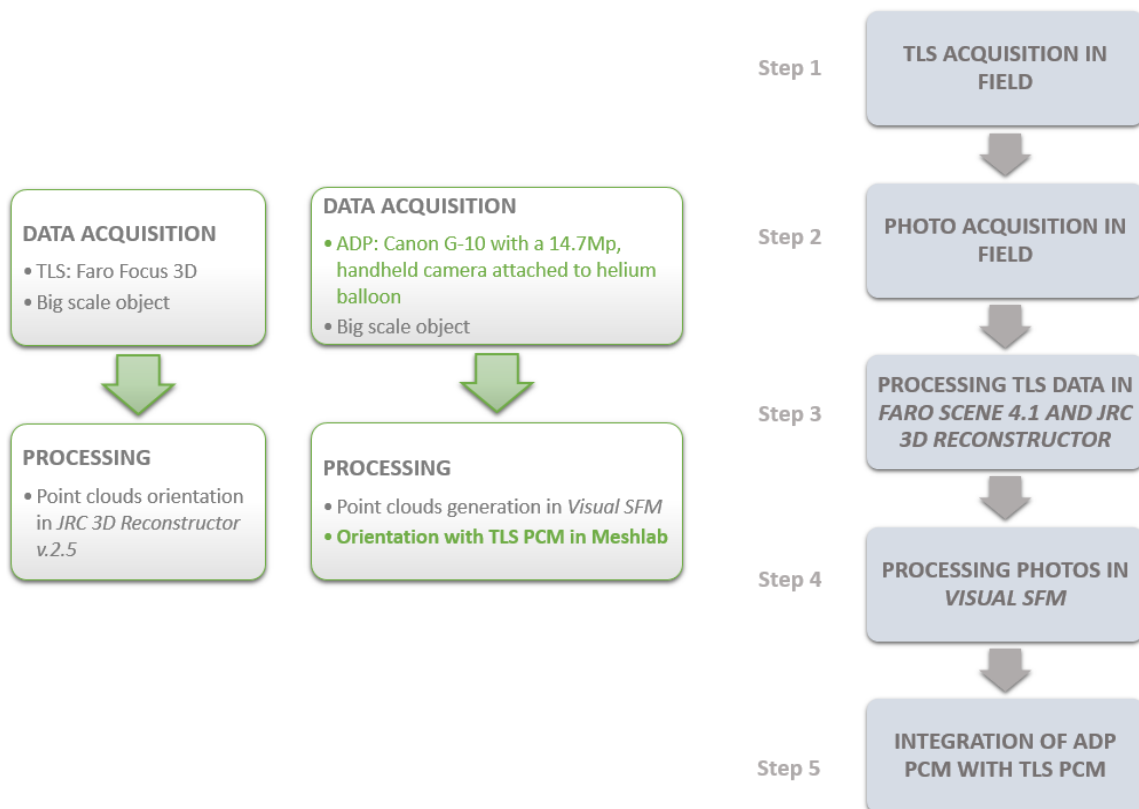 DATA ACQUISITION
• TLS: Faro Focus 3D
• Big scale object
PROCESSING
• Point clouds orientation
in JRC 3D Reconstructor
v.2.5
DATA ACQUISITION
• ADP: Canon G-10 with a 14.7Mp,
handheld camera attached to helium
balloon
• Big scale object
PROCESSING
• Point clouds generation in Visual SFM
• Orientation with TLS PCM in Meshlab
Step 1
TLS ACQUISITION IN
FIELD
Step 2
PHOTO ACQUISITION IN
FIELD
Step 3
PROCESSING TLS DATA IN
FARO SCENE 4.1 AND JRC
3D RECONSTRUCTOR
Step 4
PROCESSING PHOTOS IN
VISUAL SFM
Step 5
INTEGRATION OF ADP
PCM WITH TLS PCM